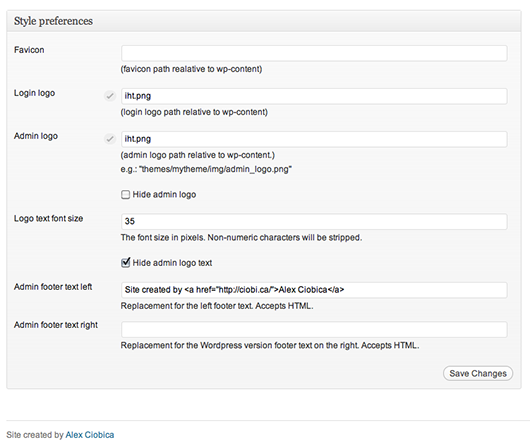 Style preferences
Favicon
(favicon path realative to wp-content)
Login logo
iht.png
(login logo path relative to wp-content)
Admin logo
iht.png
(admin logo path relative to wp-content.)
e.g.: "themes/mytheme/img/admin_logo.png"
Hide admin logo
Logo text font size
35
The font size in pixels. Non-numeric characters will be stripped.
Hide admin logo text
Admin footer text left
Site created by <a href="http://ciobi.ca/">Alex Ciobica</a>
Replacement for the left footer text. Accepts HTML.
Admin footer text right
Replacement for the Wordpress version footer text on the right. Accepts HTML.
Save Changes
Site created by Alex Ciobica